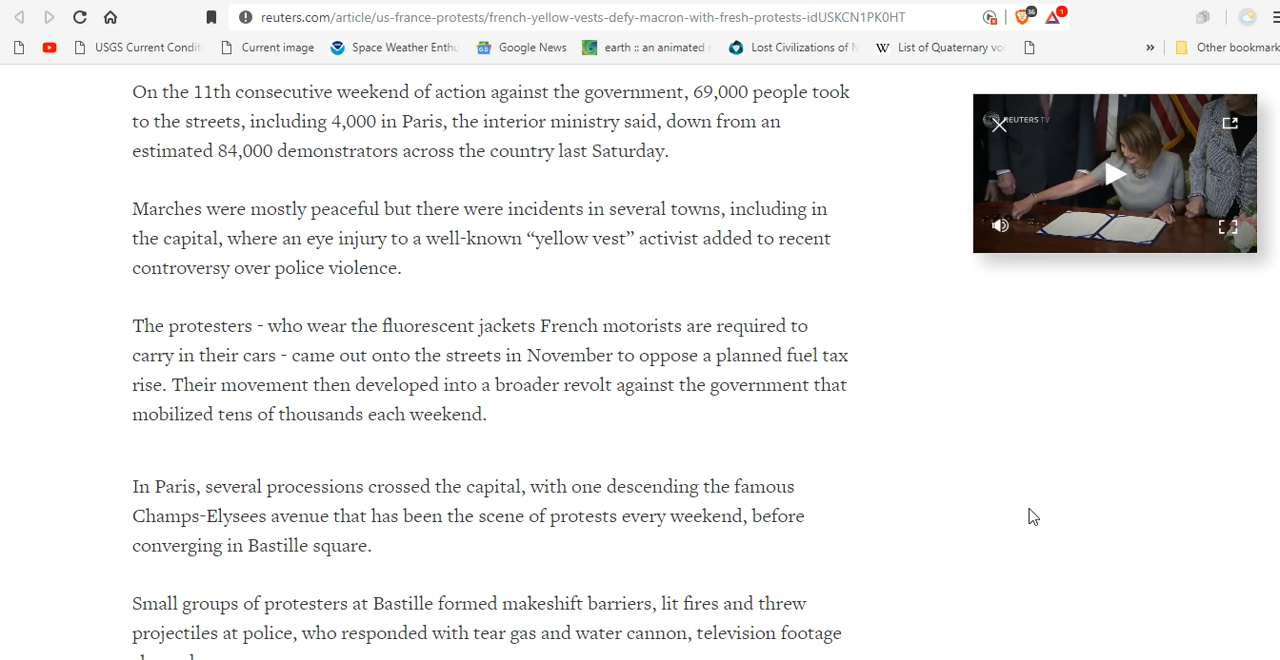 reuters.com/article/us-france-protests/french-yellow-vests-defy-macron-with-fresh-protests-idUSKCN1PK0HT
36
1
USGS Current Condit
Current image
Space Weather Enthu
Google News
earth :: an animated
Lost Civilizations of N
W
List of Quaternary vo
»
Other bookmark
On the 11th consecutive weekend of action against the government, 69,000 people took
to the streets, including 4,000 in Paris, the interior ministry said, down from an
estimated 84,000 demonstrators across the country last Saturday.
REUTERS TV
Marches were mostly peaceful but there were incidents in several towns, including in
the capital, where an eye injury to a well-known “yellow vest” activist added to recent
controversy over police violence.
The protesters - who wear the fluorescent jackets French motorists are required to
carry in their cars - came out onto the streets in November to oppose a planned fuel tax
rise. Their movement then developed into a broader revolt against the government that
mobilized tens of thousands each weekend.
In Paris, several processions crossed the capital, with one descending the famous
Champs-Elysees avenue that has been the scene of protests every weekend, before
converging in Bastille square.
Small groups of protesters at Bastille formed makeshift barriers, lit fires and threw
projectiles at police, who responded with tear gas and water cannon, television footage